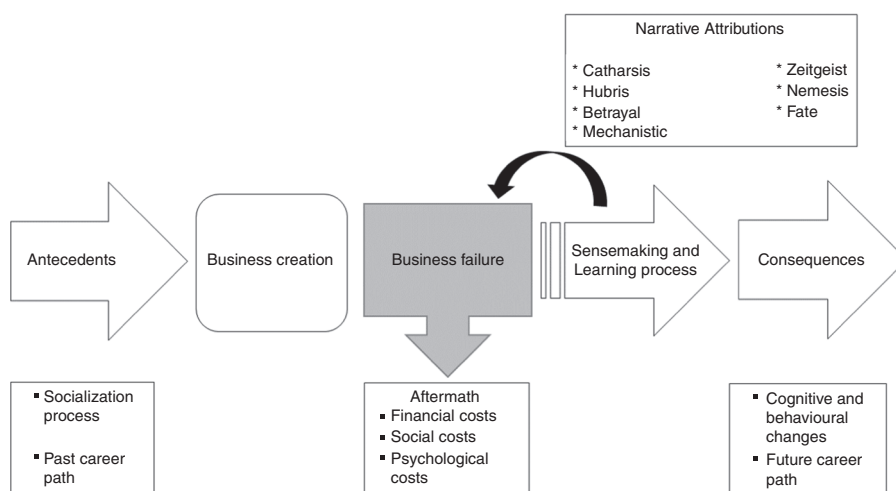 Narrative Attributions
* Catharsis
* Hubris
* Betrayal
* Mechanistic
* Zeitgeist
* Nemesis
* Fate
Antecedents
Business creation
Business failure
Sensemaking and
Learning process
Consequences
▪ Socialization
process
▪ Past career
path
Aftermath
▪ Financial costs
▪ Social costs
▪ Psychological
costs
▪ Cognitive and
behavioural
changes
▪ Future career
path